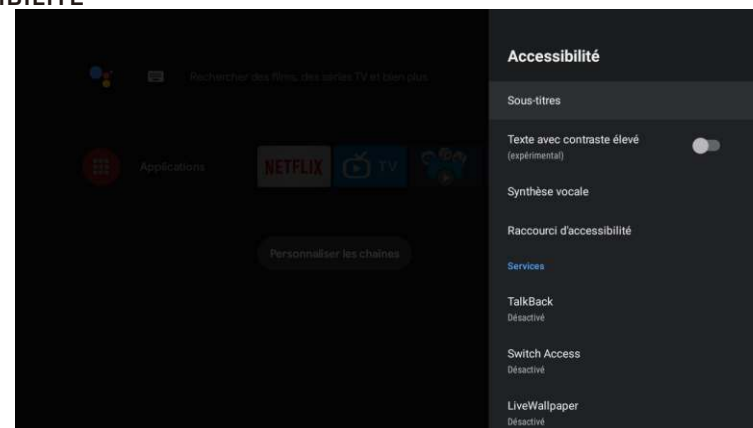 Rechercher des films, des séries TV et bien plus
Applications
NETFLIX
TV
Personnaliser les chaînes
Accessibilité
Sous-titres
Texte avec contraste élevé
(expérimental)
Synthèse vocale
Raccourci d'accessibilité
Services
TalkBack
Désactivé
Switch Access
Désactivé
LiveWallpaper
Désactivé